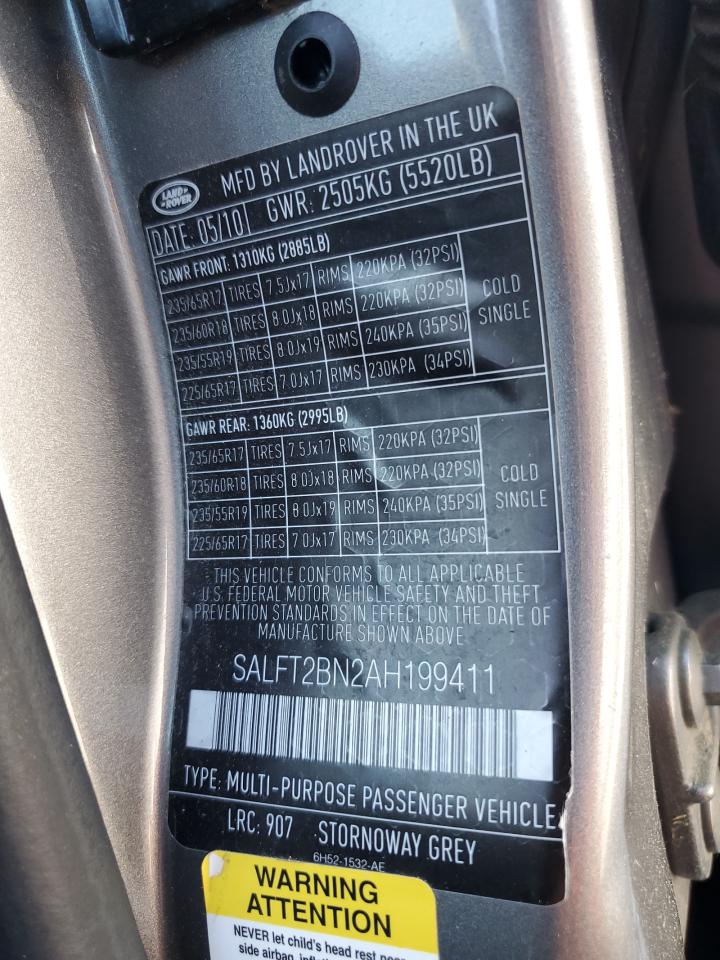 LAND ROVER
MFD BY LANDROVER IN THE UK
DATE: 05/10 GWR: 2505KG (5520LB)
GAWR FRONT: 1310KG (2885LB)
235/65R17 TIRES 7.5Jx17 RIMS 220KPA (32PSI)
235/60R18 TIRES 8.0Jx18 RIMS 220KPA (32PSI)
235/55R19 TIRES 8.0Jx19 RIMS 240KPA (35PSI)
225/65R17 TIRES 7.0Jx17 RIMS 230KPA (34PSI)
COLD
SINGLE
GAWR REAR: 1360KG (2995LB)
235/65R17 TIRES 7.5Jx17 RIMS 220KPA (32PSI)
235/60R18 TIRES 8.0Jx18 RIMS 220KPA (32PSI)
235/55R19 TIRES 8.0Jx19 RIMS 240KPA (35PSI)
225/65R17 TIRES 7.0Jx17 RIMS 230KPA (34PSI)
COLD
SINGLE
THIS VEHICLE CONFORMS TO ALL APPLICABLE
U.S. FEDERAL MOTOR VEHICLE SAFETY AND THEFT
PREVENTION STANDARDS IN EFFECT ON THE DATE OF
MANUFACTURE SHOWN ABOVE
SALFT2BN2AH199411
TYPE: MULTI-PURPOSE PASSENGER VEHICLE
LRC: 907 STORNOWAY GREY
6H52-1532-AE
WARNING
ATTENTION
NEVER let child's head rest near
side airbag,